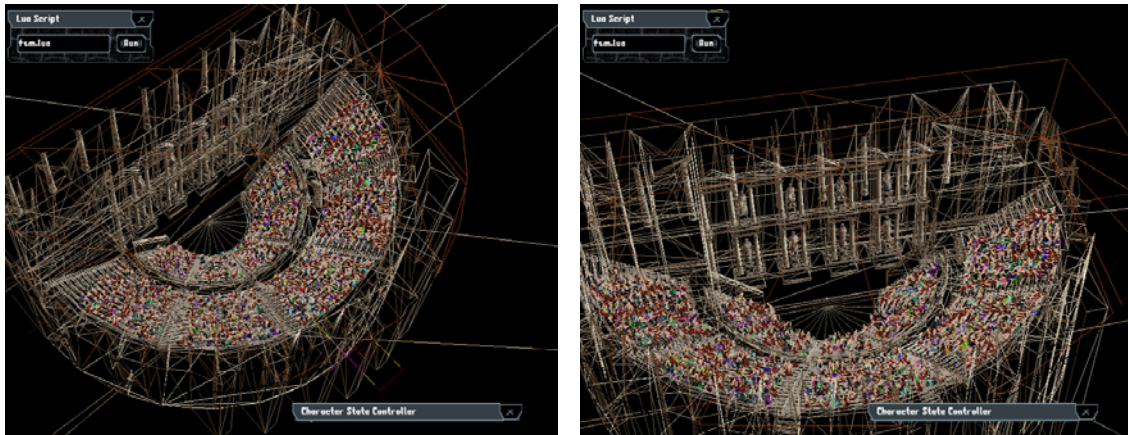 Lua Script
fsm.lua
Run
Character State Controller
Lua Script
fsm.lua
Run
Character State Controller